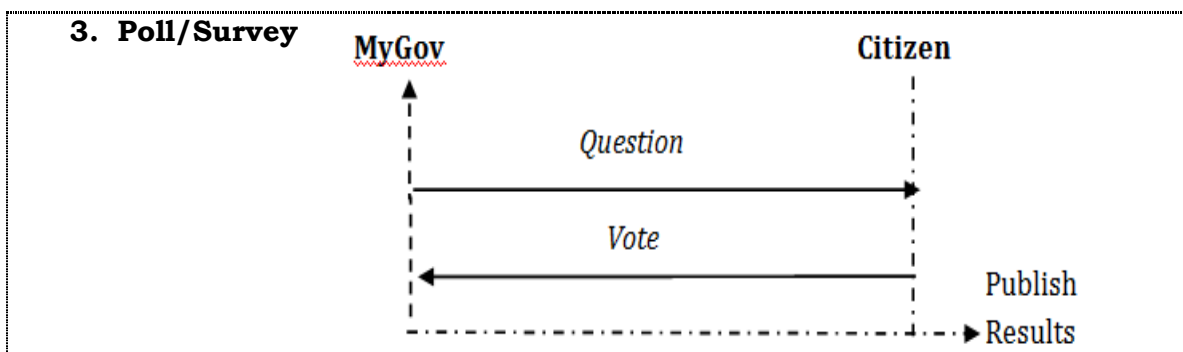 3. Poll/Survey
MyGov
Citizen
Question
Vote
Publish
Results